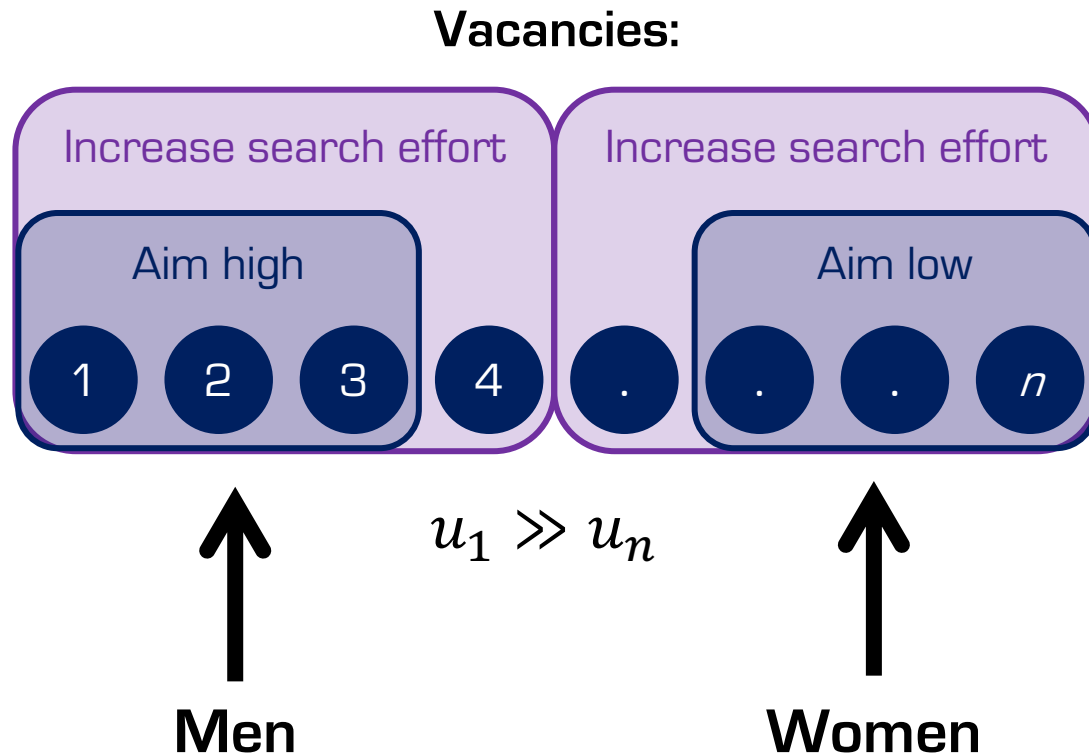 Vacancies:
Increase search effort Increase search effort
Aim high Aim low
1 2 3 4 . . . n
u₁ ≫ uₙ
Men Women